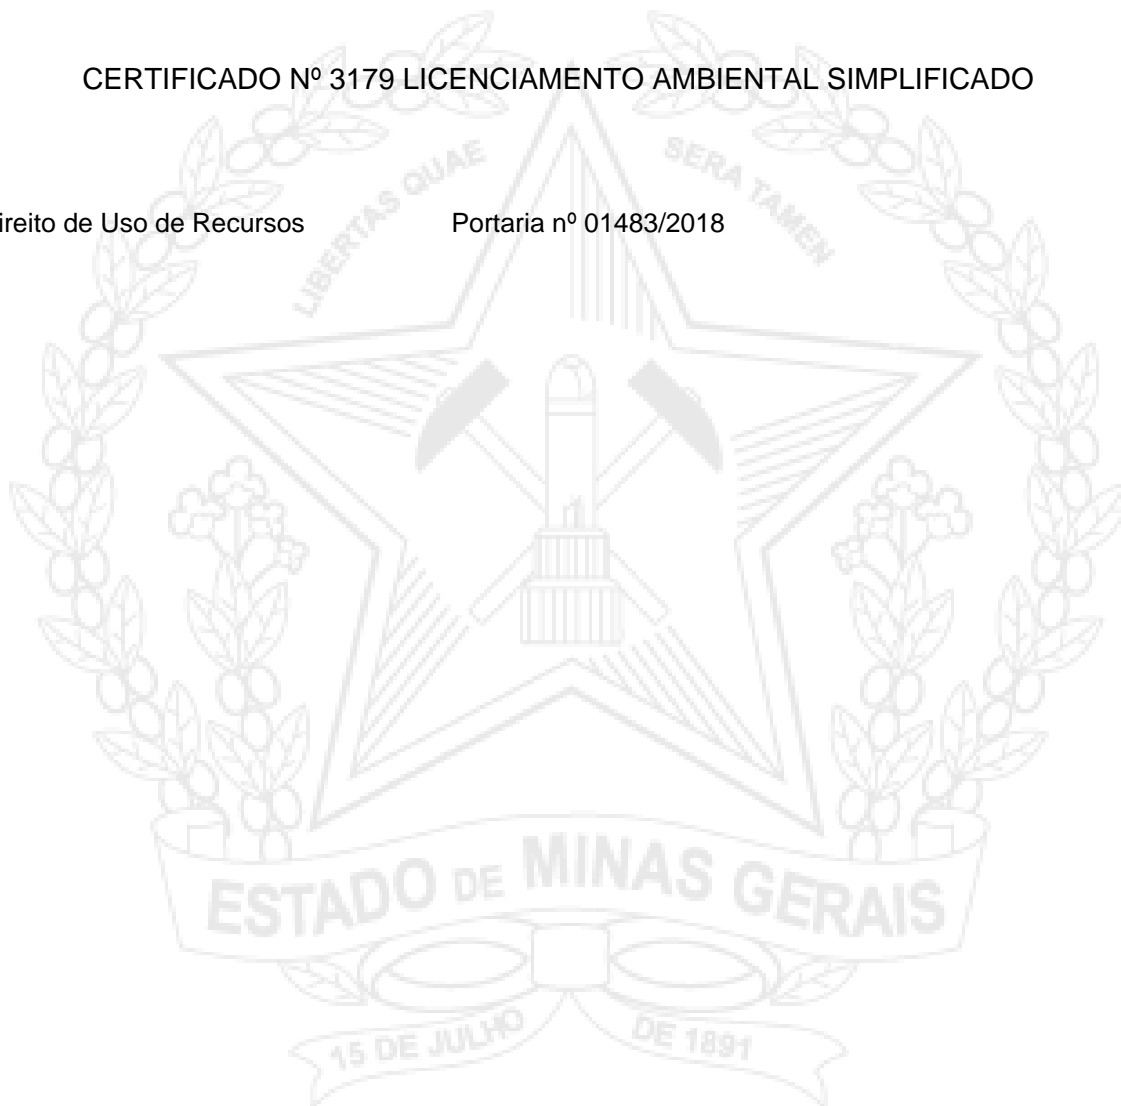 CERTIFICADO Nº 3179 LICENCIAMENTO AMBIENTAL SIMPLIFICADO
LIBERTAS QUAE SERA TAMEN
ireito de Uso de Recursos Portaria nº 01483/2018
ESTADO DE MINAS GERAIS
15 DE JULHO DE 1891